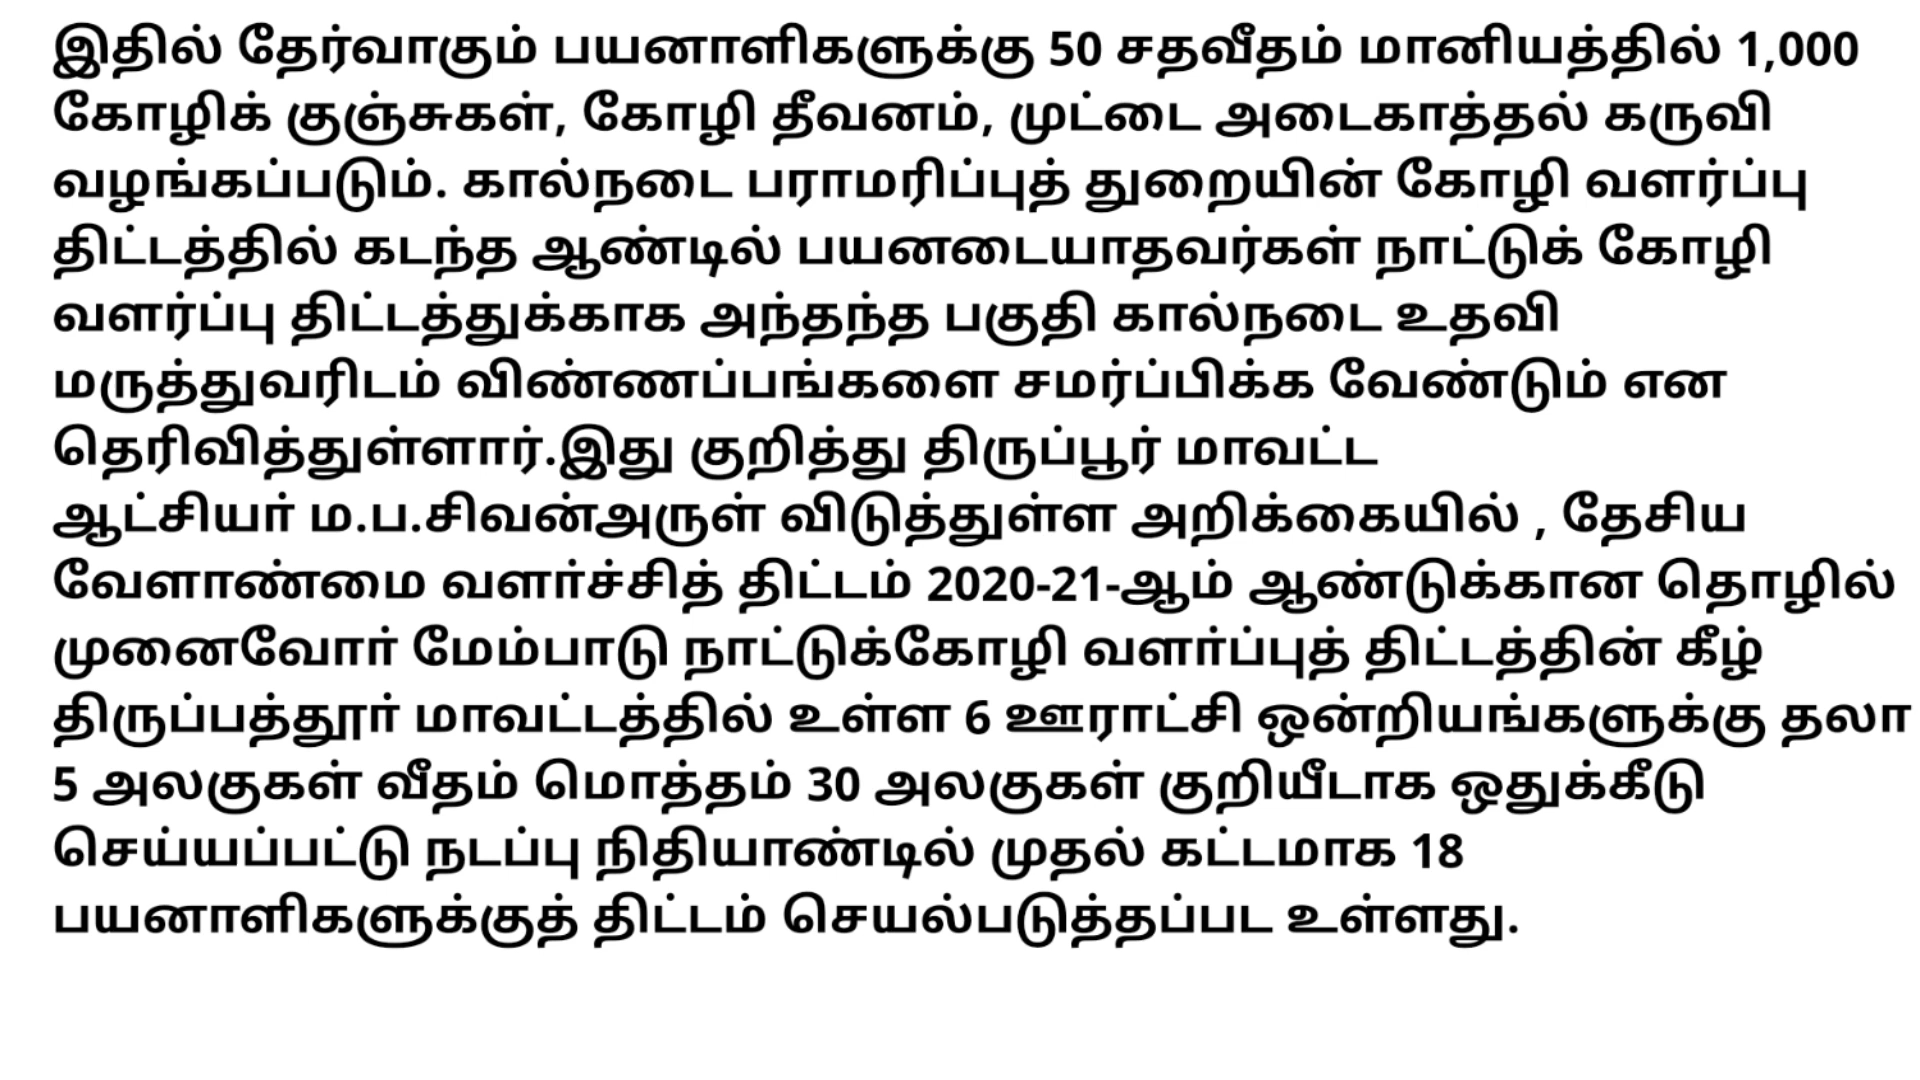 இதில் தேர்வாகும் பயனாளிகளுக்கு 50 சதவீதம் மானியத்தில் 1,000
கோழிக் குஞ்சுகள், கோழி தீவனம், முட்டை அடைகாத்தல் கருவி
வழங்கப்படும். கால்நடை பராமரிப்புத் துறையின் கோழி வளர்ப்பு
திட்டத்தில் கடந்த ஆண்டில் பயனடையாதவர்கள் நாட்டுக் கோழி
வளர்ப்பு திட்டத்துக்காக அந்தந்த பகுதி கால்நடை உதவி
மருத்துவரிடம் விண்ணப்பங்களை சமர்ப்பிக்க வேண்டும் என
தெரிவித்துள்ளார்.இது குறித்து திருப்பூர் மாவட்ட
ஆட்சியா் ம.ப.சிவன்அருள் விடுத்துள்ள அறிக்கையில் , தேசிய
வேளாண்மை வளா்ச்சித் திட்டம் 2020-21-ஆம் ஆண்டுக்கான தொழில்
முனைவோா் மேம்பாடு நாட்டுக்கோழி வளா்ப்புத் திட்டத்தின் கீழ்
திருப்பத்தூா் மாவட்டத்தில் உள்ள 6 ஊராட்சி ஒன்றியங்களுக்கு தலா
5 அலகுகள் வீதம் மொத்தம் 30 அலகுகள் குறியீடாக ஒதுக்கீடு
செய்யப்பட்டு நடப்பு நிதியாண்டில் முதல் கட்டமாக 18
பயனாளிகளுக்குத் திட்டம் செயல்படுத்தப்பட உள்ளது.